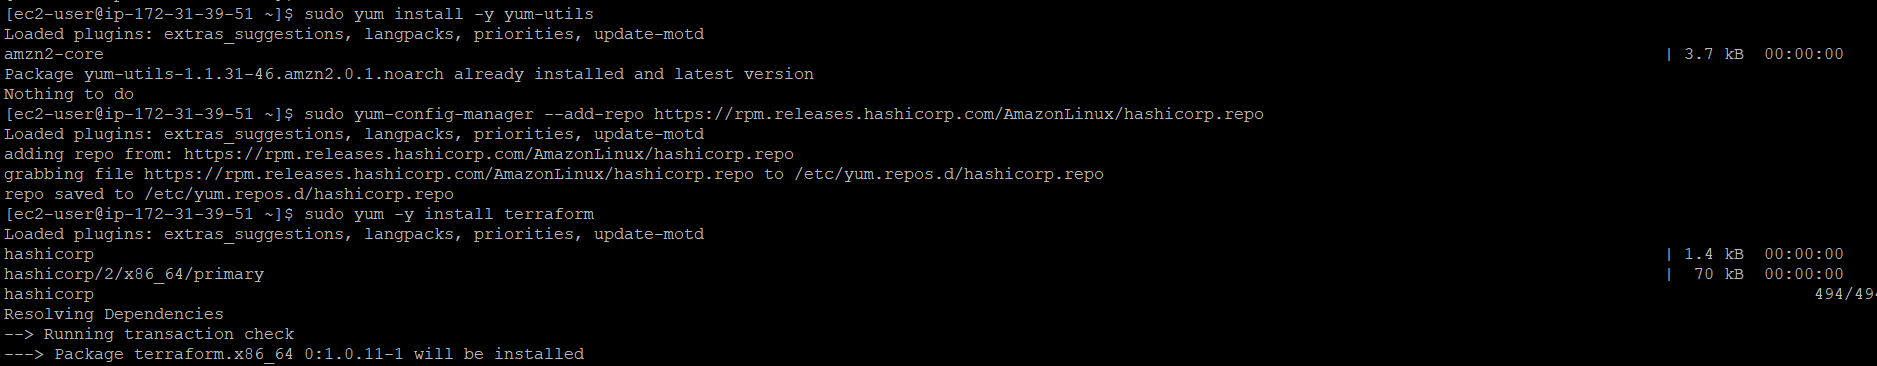 [ec2-user@ip-172-31-39-51 ~]$ sudo yum install -y yum-utils
Loaded plugins: extras_suggestions, langpacks, priorities, update-motd
amzn2-core | 3.7 kB 00:00:00
Package yum-utils-1.1.31-46.amzn2.0.1.noarch already installed and latest version
Nothing to do
[ec2-user@ip-172-31-39-51 ~]$ sudo yum-config-manager --add-repo https://rpm.releases.hashicorp.com/AmazonLinux/hashicorp.repo
Loaded plugins: extras_suggestions, langpacks, priorities, update-motd
adding repo from: https://rpm.releases.hashicorp.com/AmazonLinux/hashicorp.repo
grabbing file https://rpm.releases.hashicorp.com/AmazonLinux/hashicorp.repo to /etc/yum.repos.d/hashicorp.repo
repo saved to /etc/yum.repos.d/hashicorp.repo
[ec2-user@ip-172-31-39-51 ~]$ sudo yum -y install terraform
Loaded plugins: extras_suggestions, langpacks, priorities, update-motd
hashicorp | 1.4 kB 00:00:00
hashicorp/2/x86_64/primary | 70 kB 00:00:00
hashicorp 494/494
Resolving Dependencies
--> Running transaction check
---> Package terraform.x86_64 0:1.0.11-1 will be installed